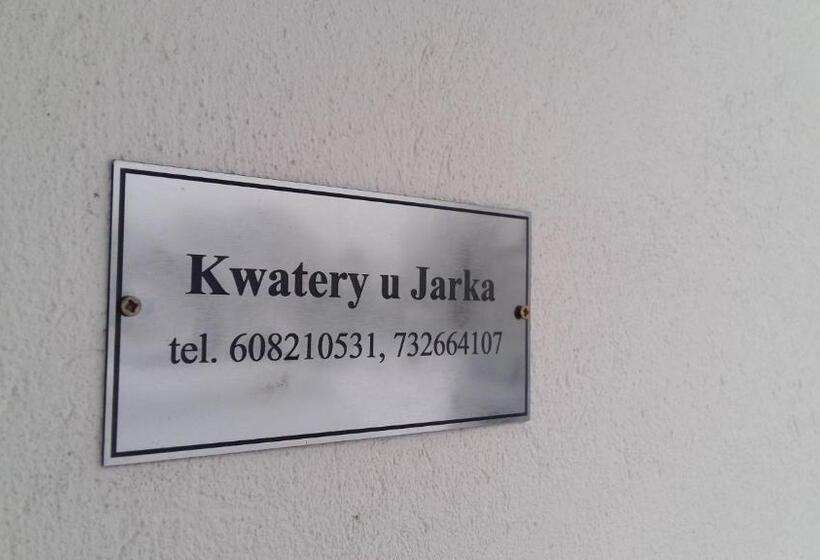 Kwatery u Jarka
tel. 608210531, 732664107